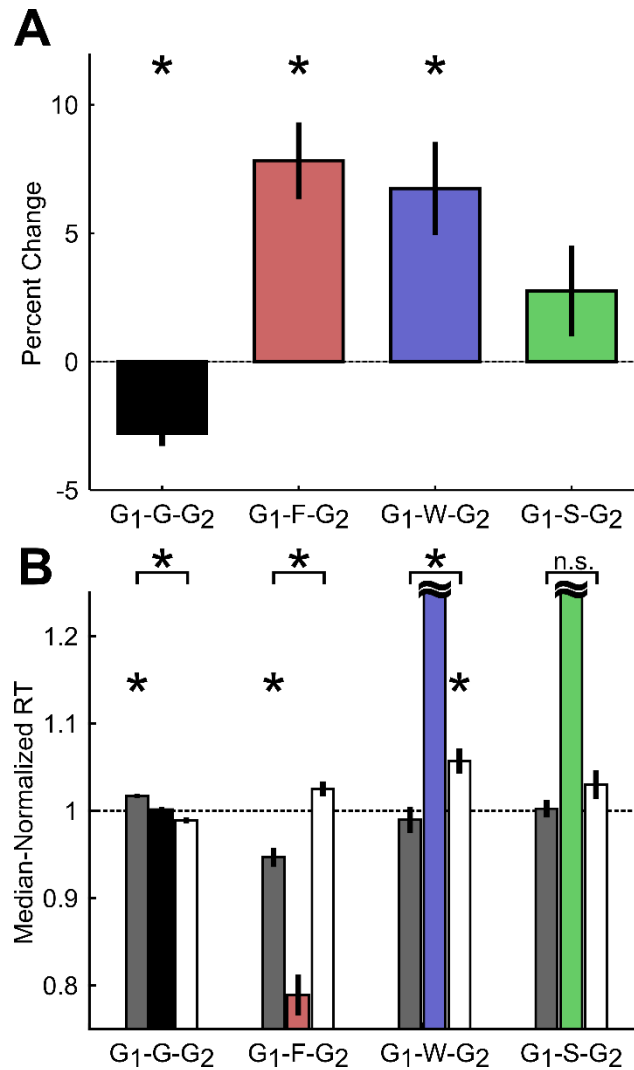 A
* * *
10
5
0
-5
Percent Change
G1-G-G2 G1-F-G2 G1-W-G2 G1-S-G2
B
* * * n.s.
1.2
1.1
1
0.9
0.8
* * *
Median-Normalized RT
G1-G-G2 G1-F-G2 G1-W-G2 G1-S-G2